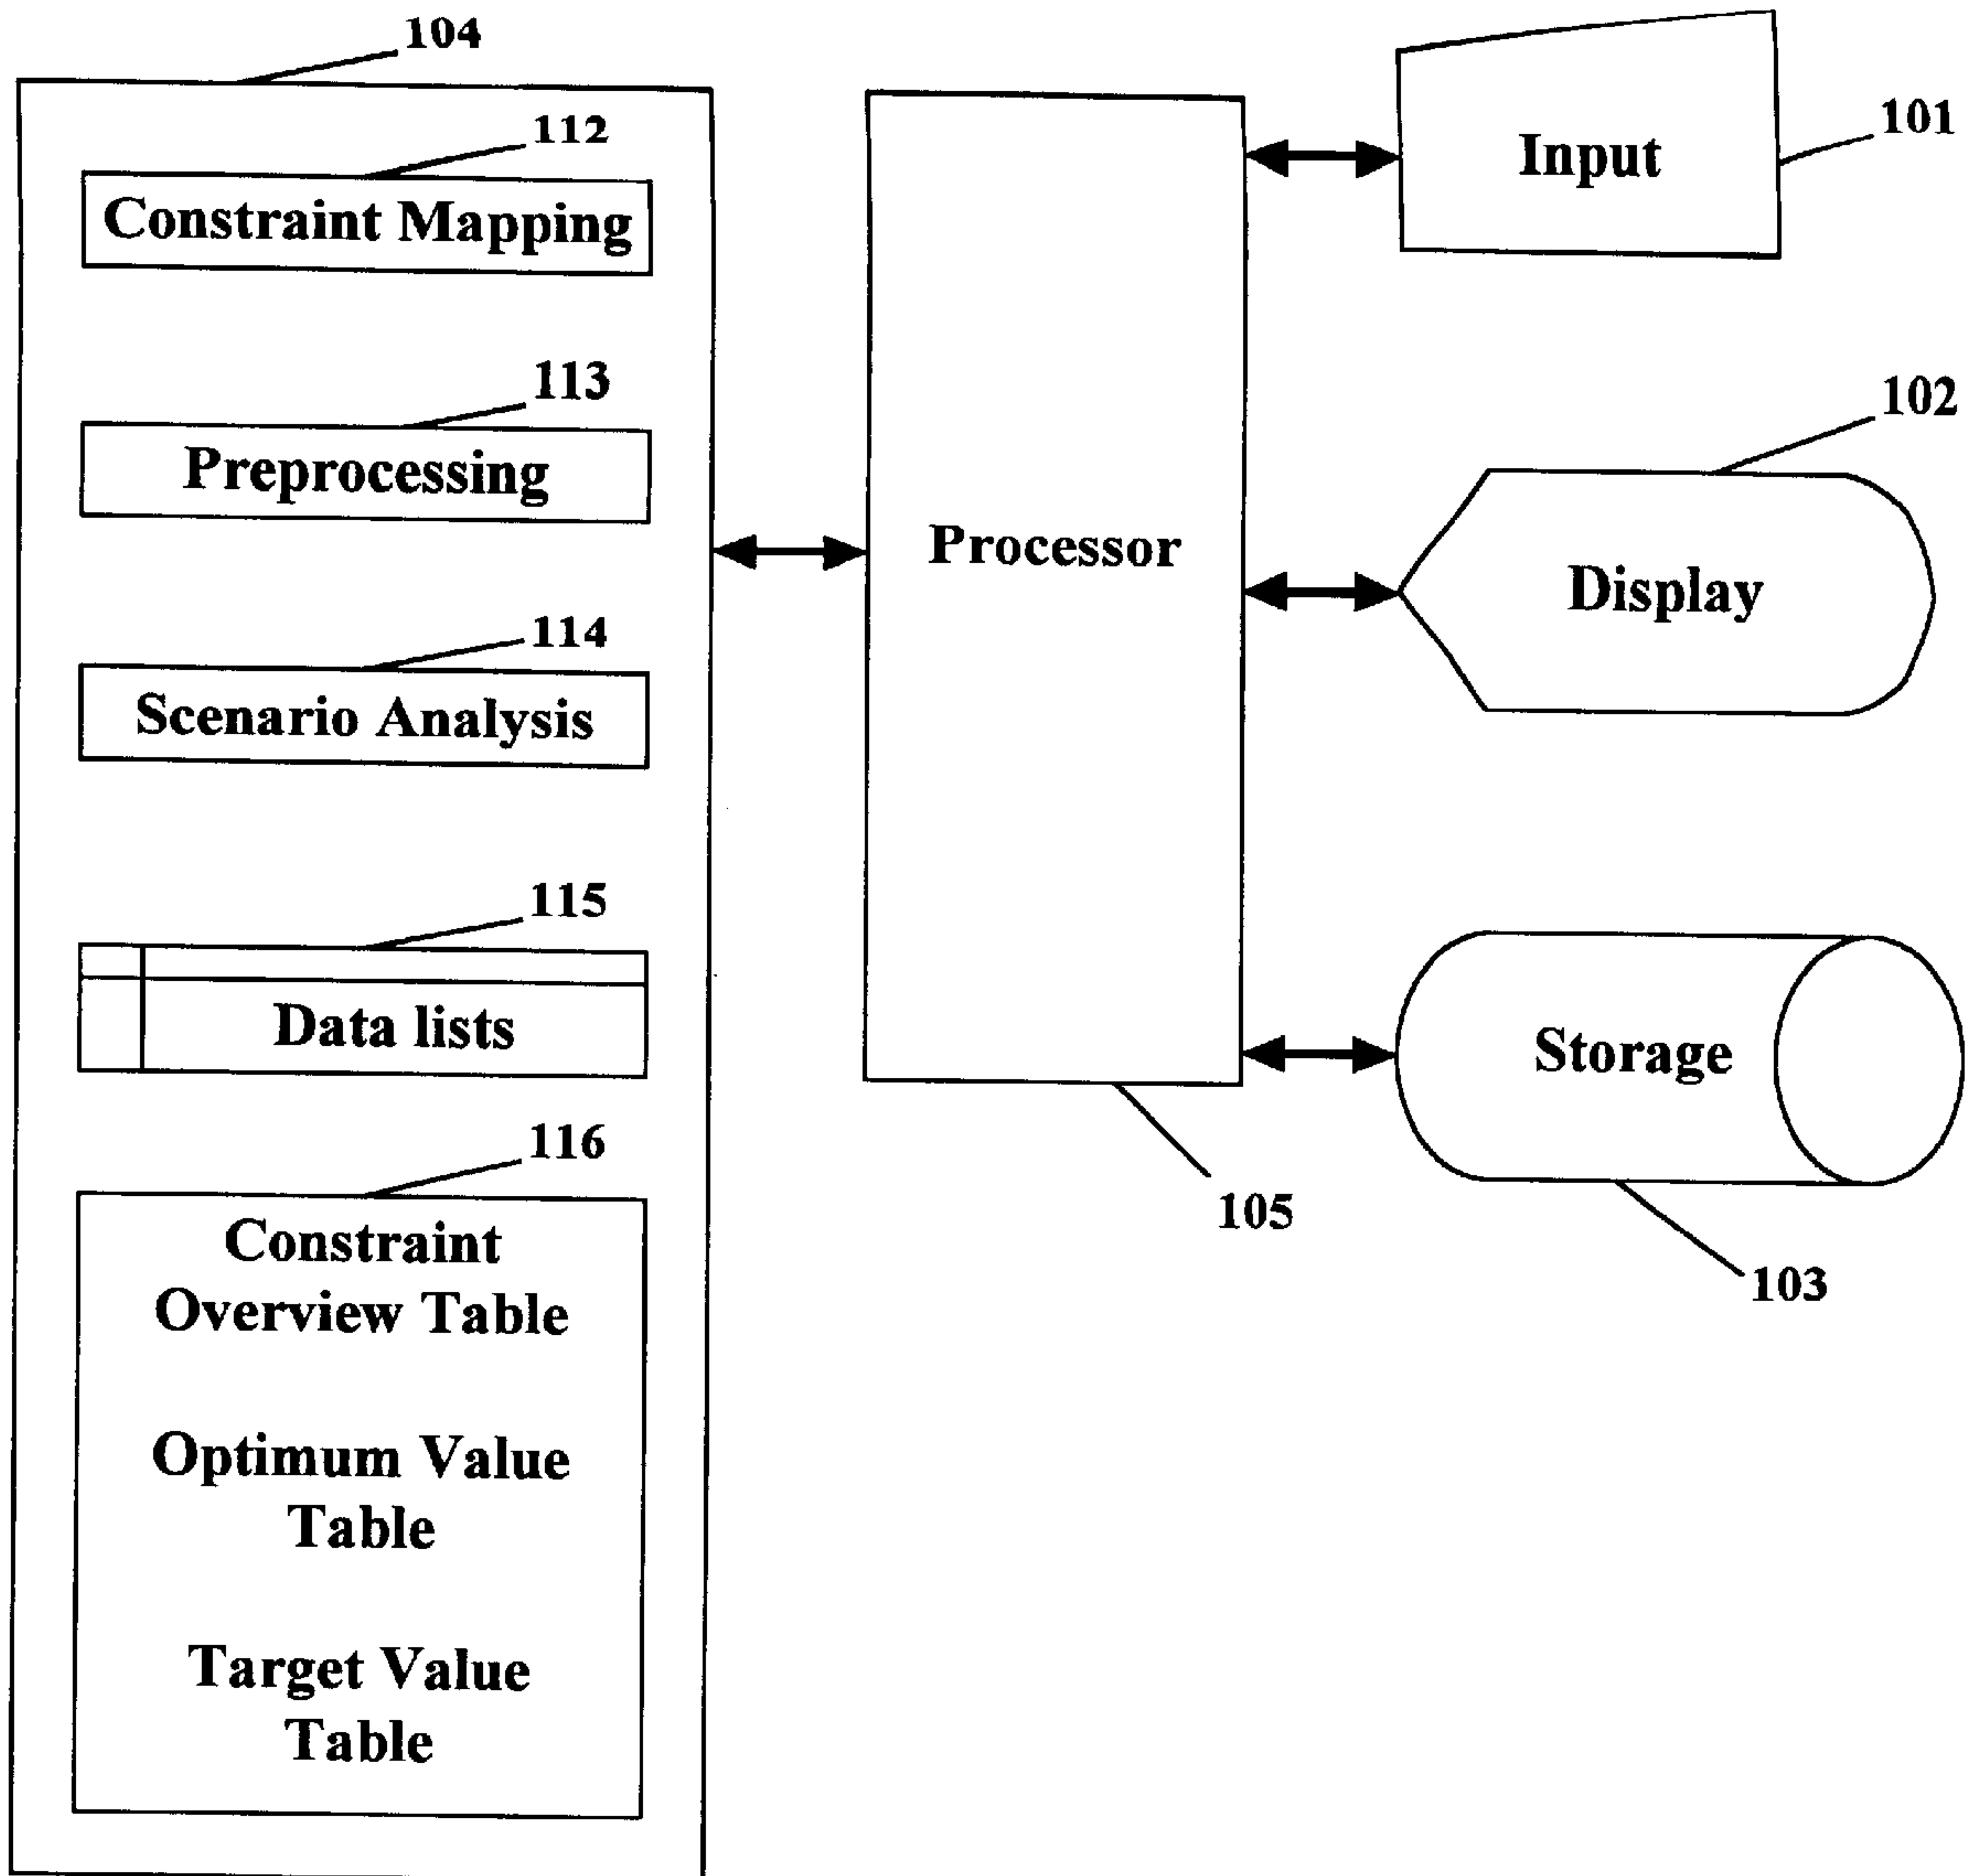 104
112
Constraint Mapping
113
Preprocessing
114
Scenario Analysis
115
Data lists
116
Constraint
Overview Table
Optimum Value
Table
Target Value
Table
Processor
105
Input
101
102
Display
Storage
103